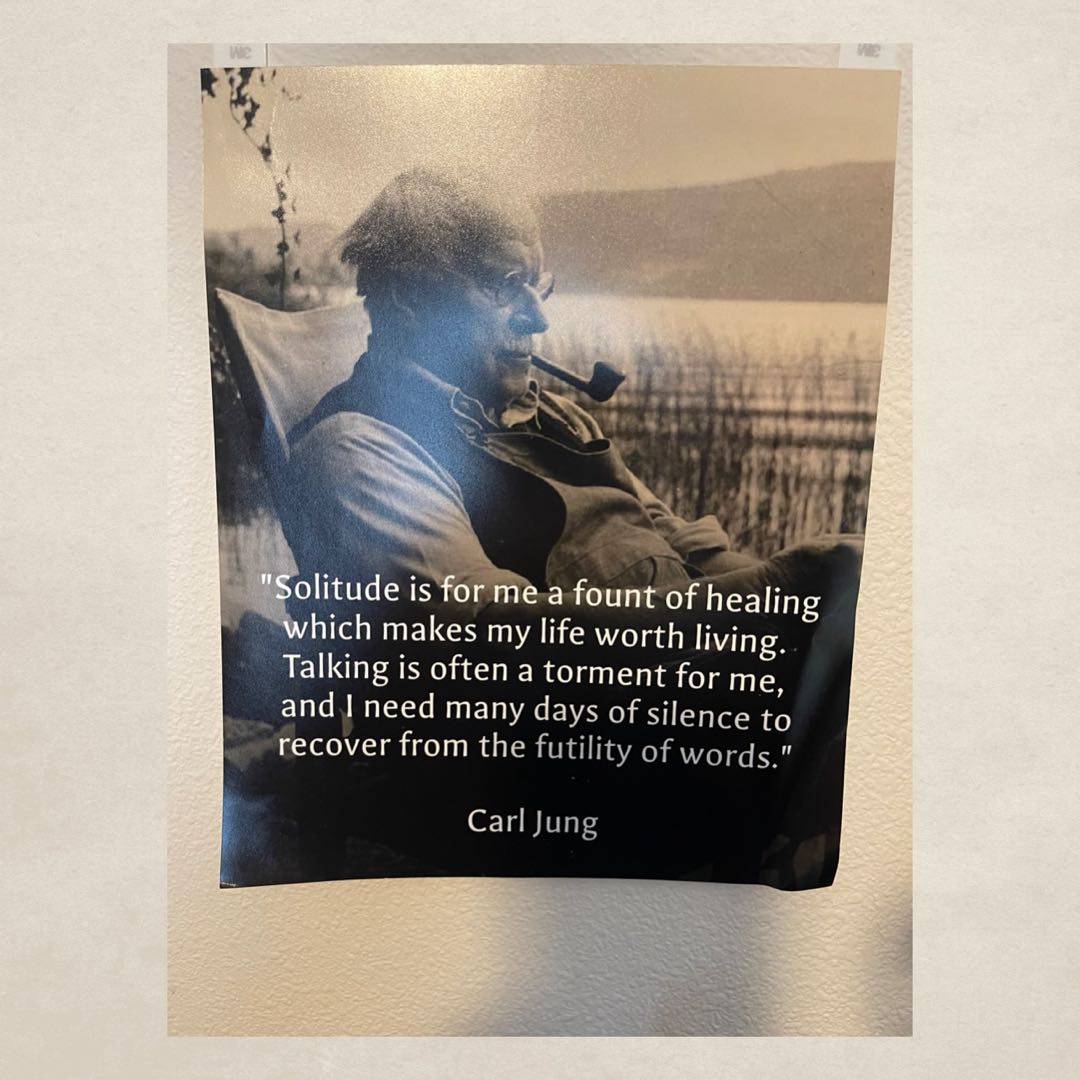 "Solitude is for me a fount of healing
which makes my life worth living.
Talking is often a torment for me,
and I need many days of silence to
recover from the futility of words."
Carl Jung